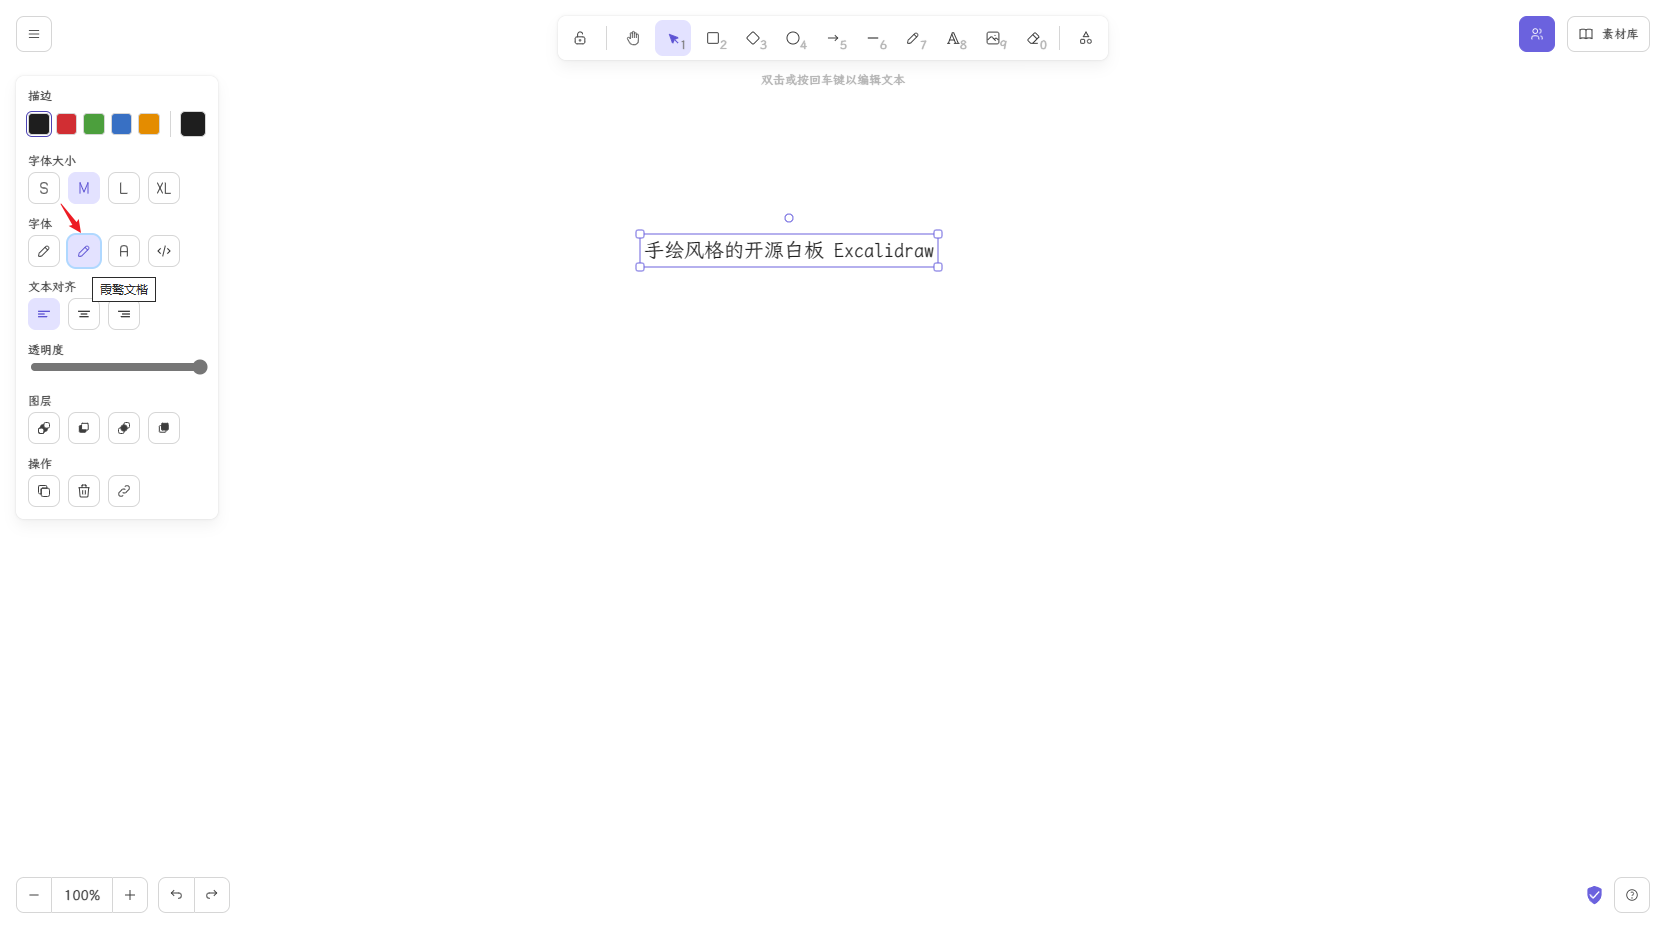 1
2
3
4
5
6
7
8
9
0
素材库
双击或按回车键以编辑文本
描边
字体大小
S
M
L
XL
字体
A
</>
霞鹜文楷
文本对齐
透明度
图层
操作
手绘风格的开源白板 Excalidraw
100%